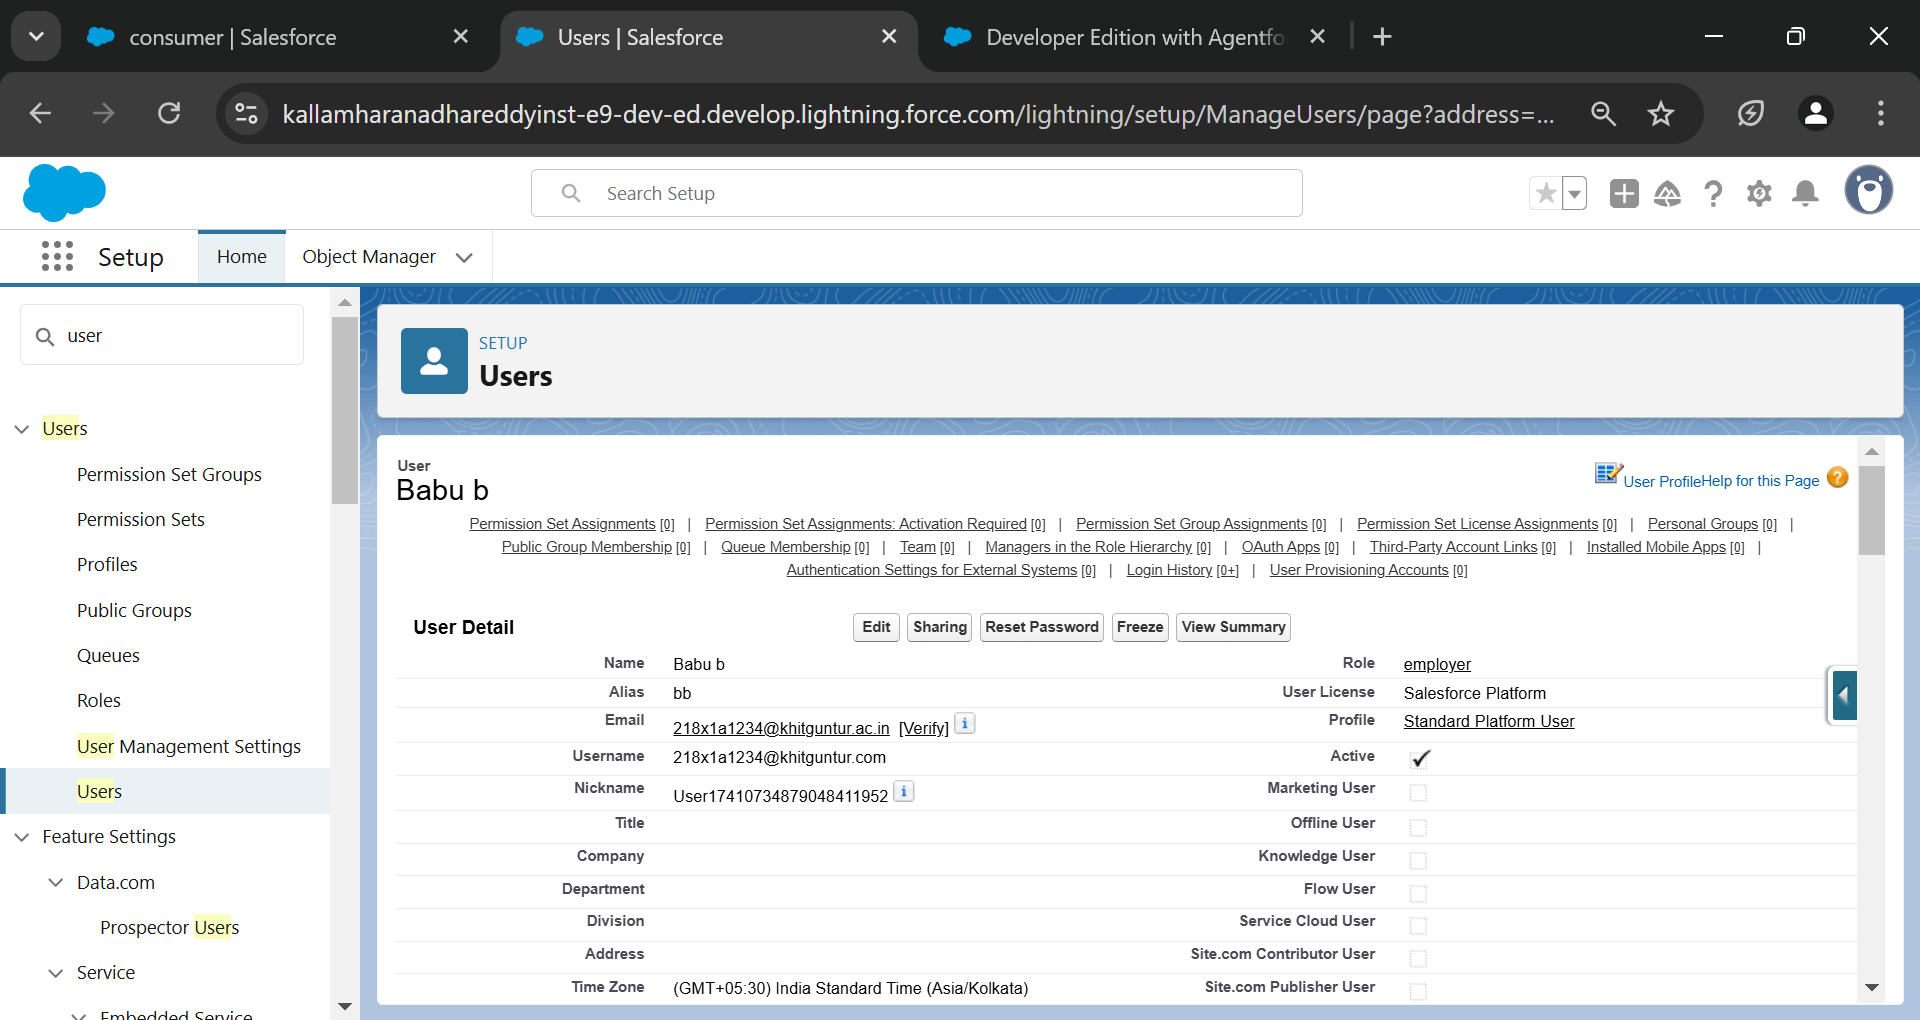 consumer | Salesforce
Users | Salesforce
Developer Edition with Agentfo
kallamharanadhareddyinst-e9-dev-ed.develop.lightning.force.com/lightning/setup/ManageUsers/page?address=...
Search Setup
Setup
Home
Object Manager
user
Users
Permission Set Groups
Permission Sets
Profiles
Public Groups
Queues
Roles
User Management Settings
Users
Feature Settings
Data.com
Prospector Users
Service
Embedded Service
SETUP
Users
User
Babu b
User Profile Help for this Page
Permission Set Assignments [0] | Permission Set Assignments: Activation Required [0] | Permission Set Group Assignments [0] | Permission Set License Assignments [0] | Personal Groups [0] |
Public Group Membership [0] | Queue Membership [0] | Team [0] | Managers in the Role Hierarchy [0] | OAuth Apps [0] | Third-Party Account Links [0] | Installed Mobile Apps [0] |
Authentication Settings for External Systems [0] | Login History [0+] | User Provisioning Accounts [0]
User Detail
Edit Sharing Reset Password Freeze View Summary
Name Babu b Role employer
Alias bb User License Salesforce Platform
Email 218x1a1234@khitguntur.ac.in [Verify] i Profile Standard Platform User
Username 218x1a1234@khitguntur.com Active
Nickname User17410734879048411952 i Marketing User
Title Offline User
Company Knowledge User
Department Flow User
Division Service Cloud User
Address Site.com Contributor User
Time Zone (GMT+05:30) India Standard Time (Asia/Kolkata) Site.com Publisher User